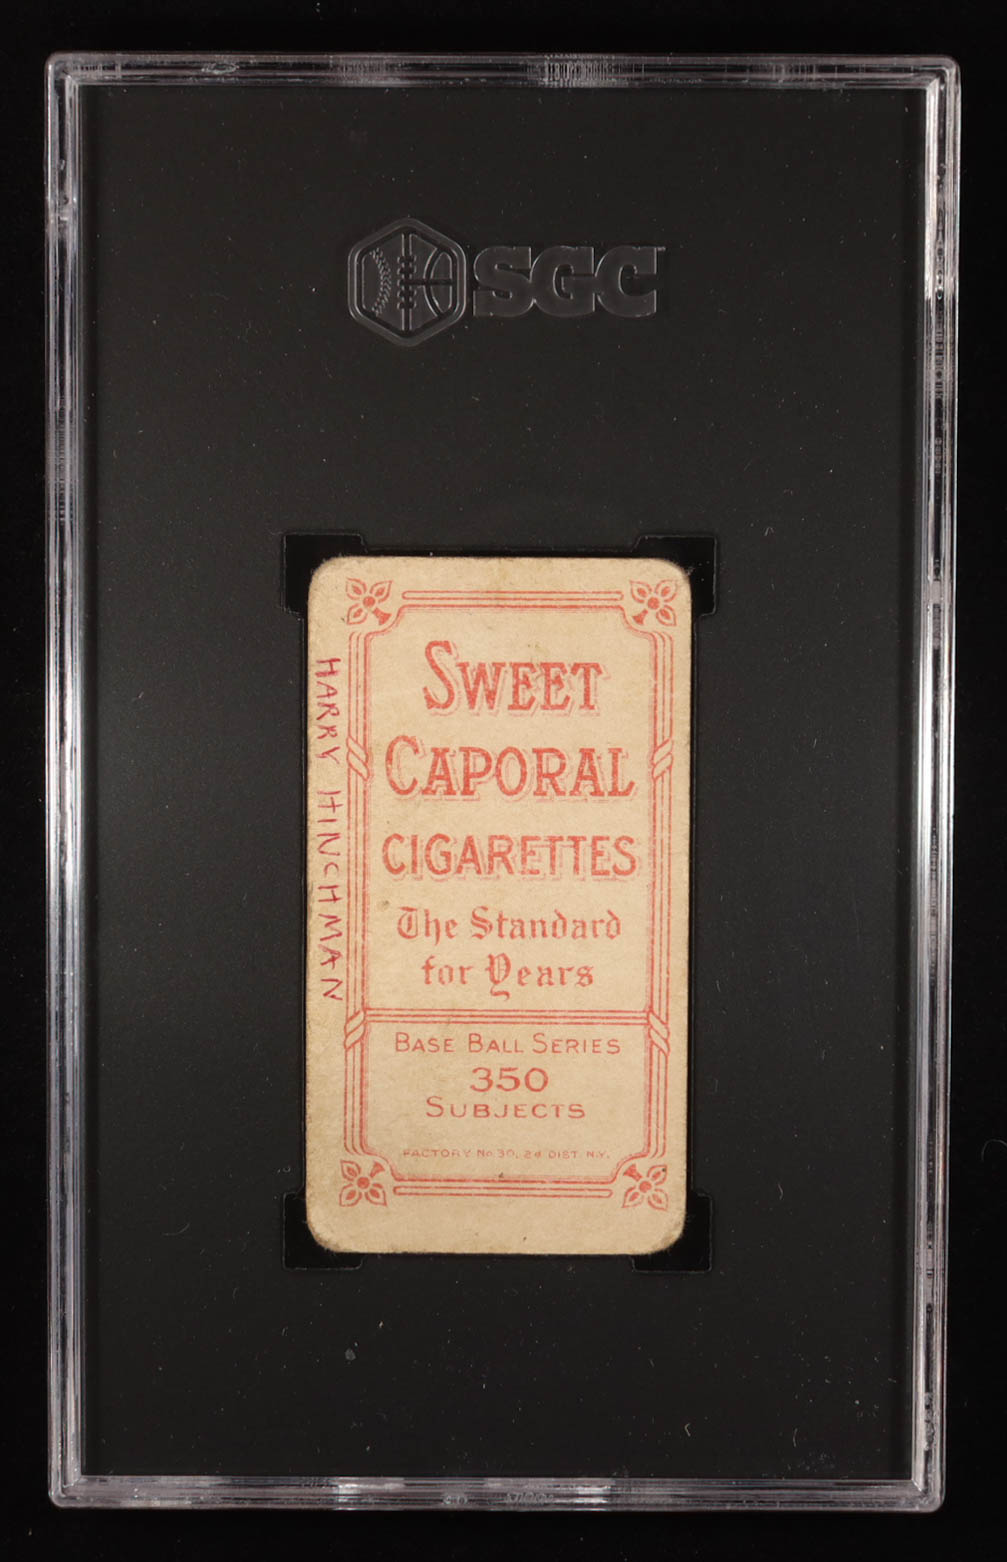 SGC
HARRY HINCHMAN
SWEET
CAPORAL
CIGARETTES
The Standard
for Years
BASE BALL SERIES
350
SUBJECTS
FACTORY No. 30, 2d DIST. N.Y.